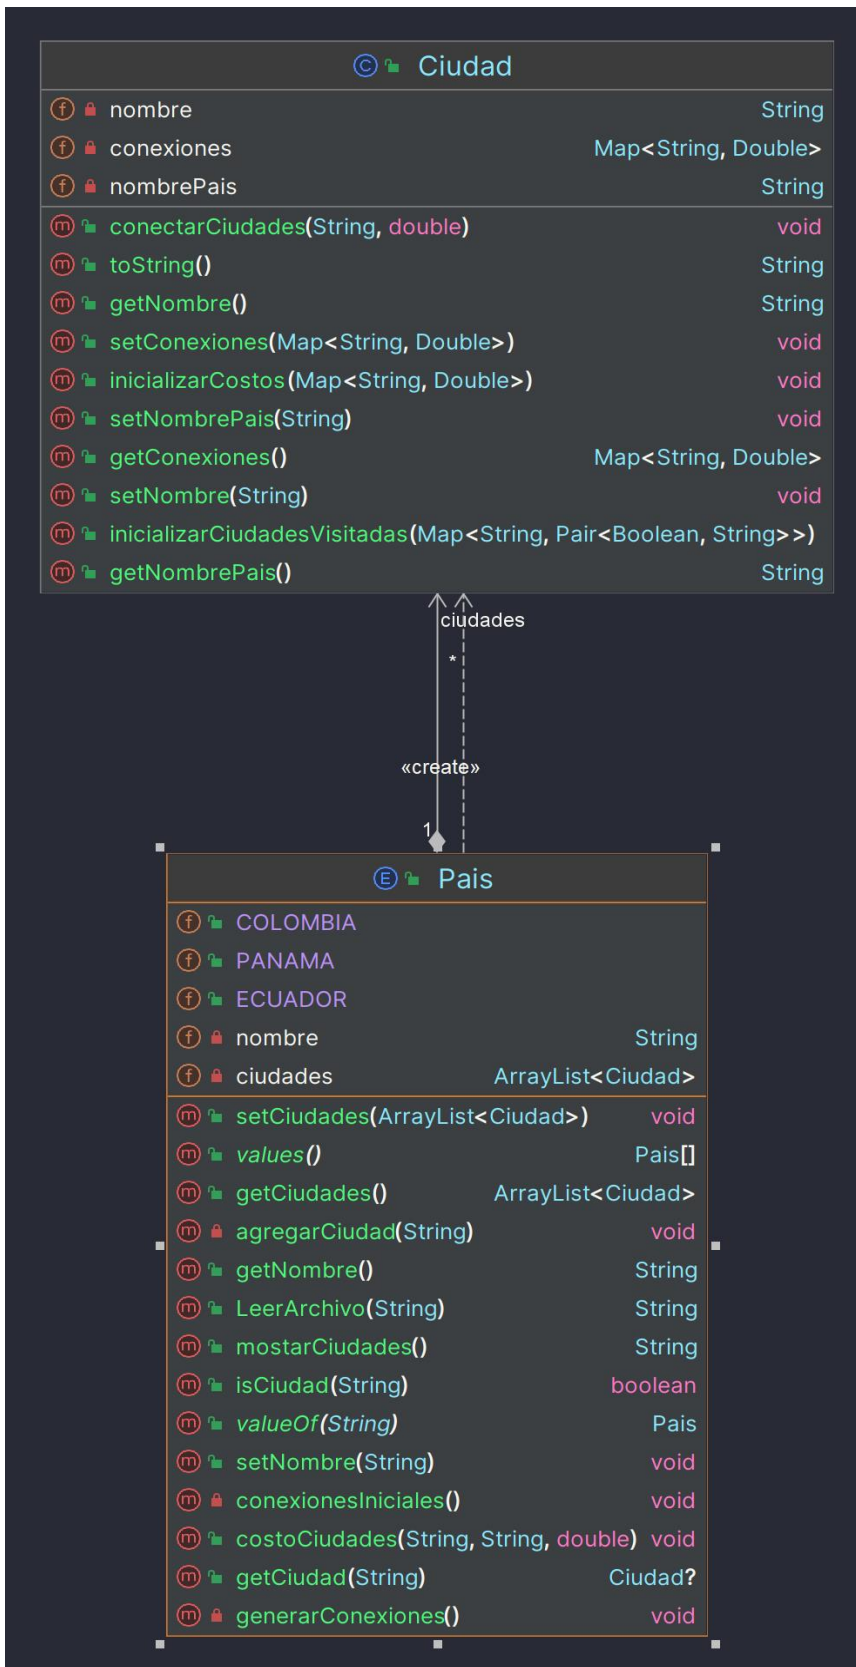 Ciudad
nombre String
conexiones Map<String, Double>
nombrePais String
conectarCiudades(String, double) void
toString() String
getNombre() String
setConexiones(Map<String, Double>) void
inicializarCostos(Map<String, Double>) void
setNombrePais(String) void
getConexiones() Map<String, Double>
setNombre(String) void
inicializarCiudadesVisitadas(Map<String, Pair<Boolean, String>>)
getNombrePais() String
ciudades
*
«create»
1
Pais
COLOMBIA
PANAMA
ECUADOR
nombre String
ciudades ArrayList<Ciudad>
setCiudades(ArrayList<Ciudad>) void
values() Pais[]
getCiudades() ArrayList<Ciudad>
agregarCiudad(String) void
getNombre() String
LeerArchivo(String) String
mostarCiudades() String
isCiudad(String) boolean
valueOf(String) Pais
setNombre(String) void
conexionesIniciales() void
costoCiudades(String, String, double) void
getCiudad(String) Ciudad?
generarConexiones() void